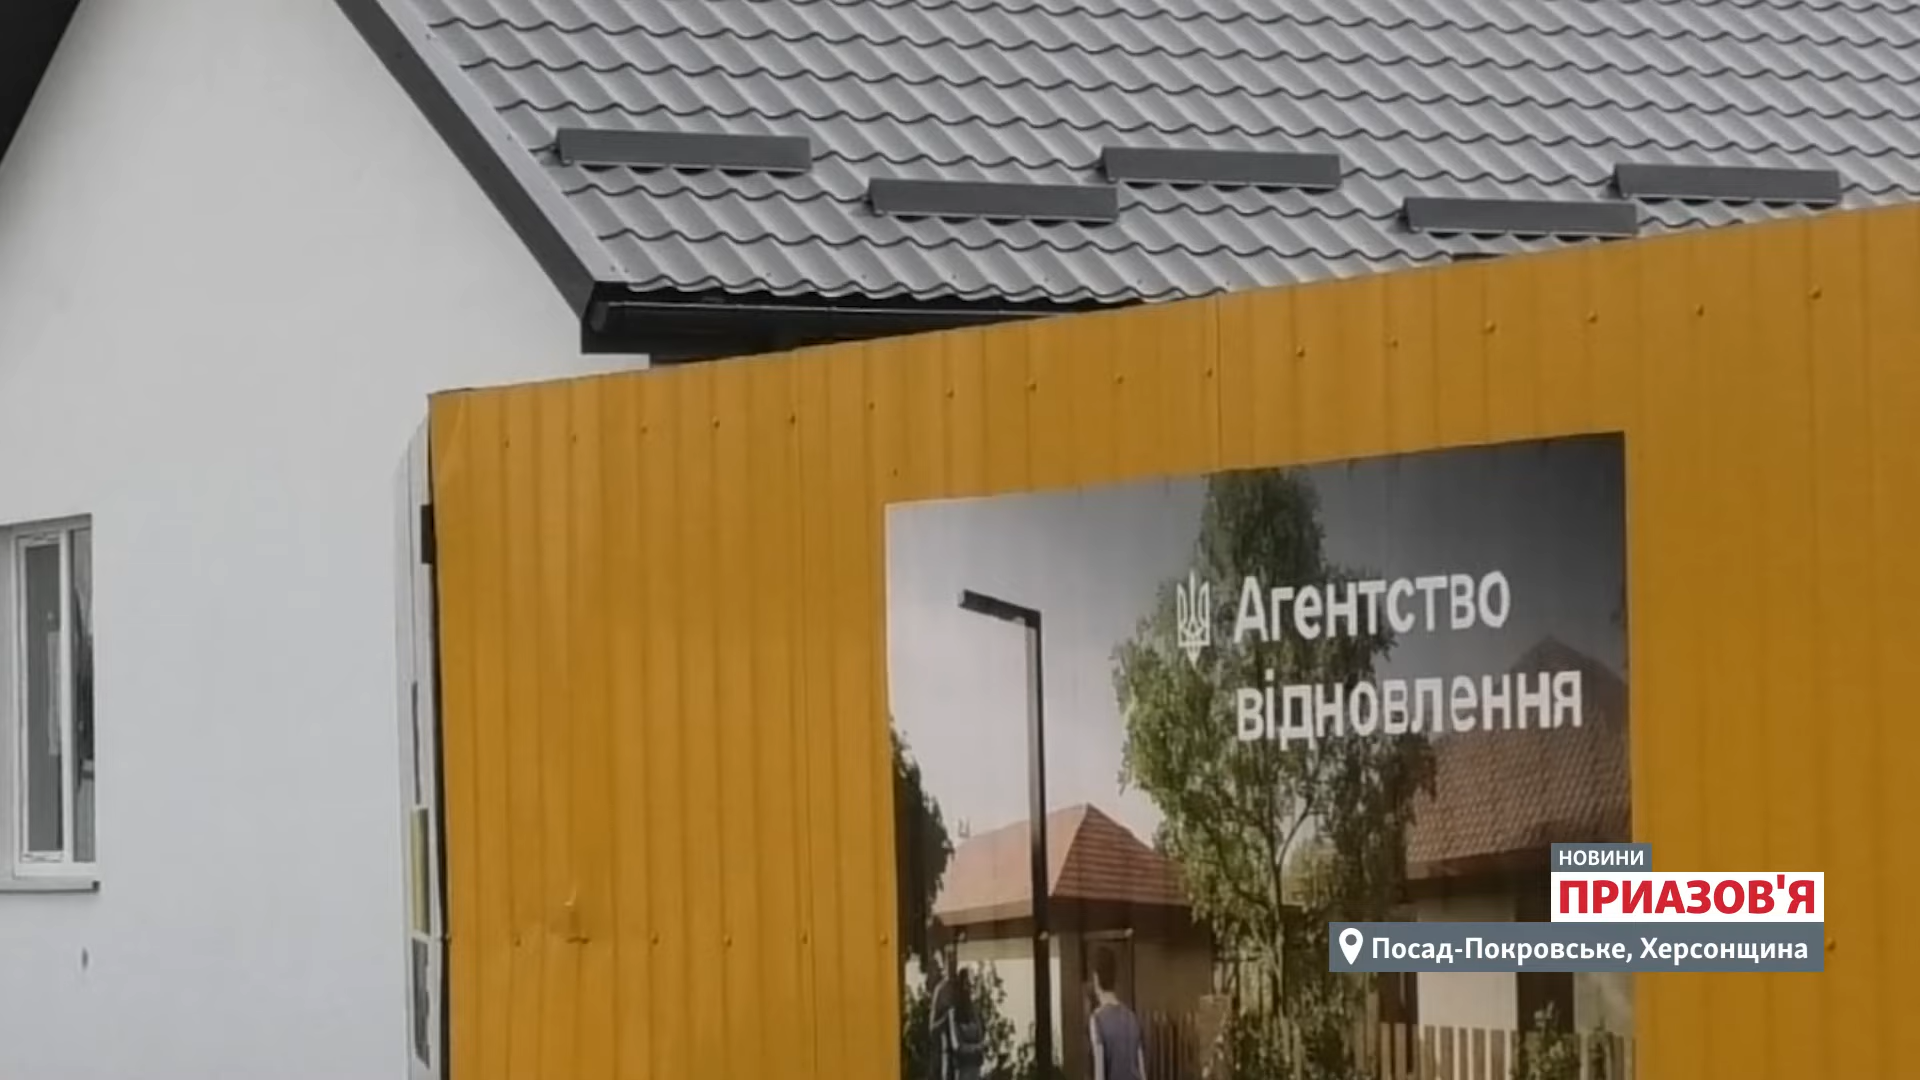 Агентство
відновлення
НОВИНИ
ПРИАЗОВ'Я
Посад-Покровське, Херсонщина